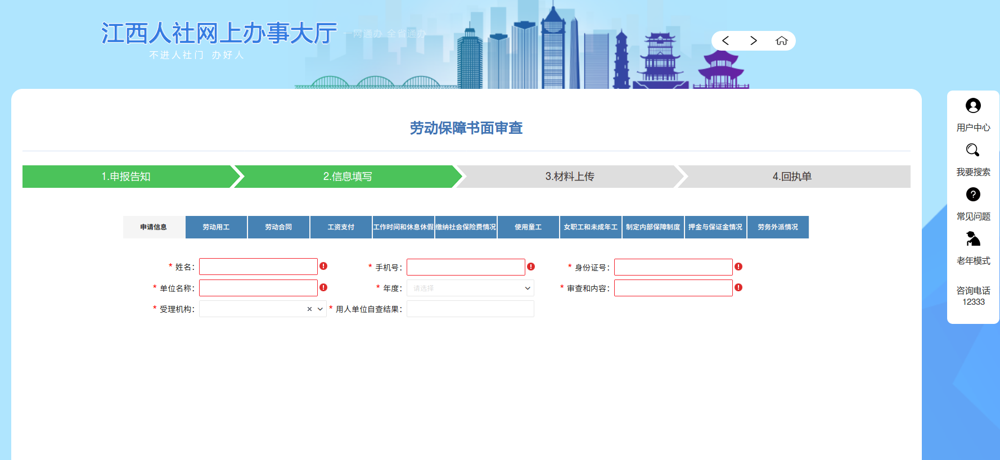 江西人社网上办事大厅 一网通办 全省通办
不进人社门 办好人
劳动保障书面审查
1.申报告知 2.信息填写 3.材料上传 4.回执单
申请信息 劳动用工 劳动合同 工资支付 工作时间和休息休假 缴纳社会保险费情况 使用童工 女职工和未成年工 制定内部保障制度 押金与保证金情况 劳务外派情况
* 姓名: * 手机号: * 身份证号:
* 单位名称: * 年度: 请选择 * 审查和内容:
* 受理机构: * 用人单位自查结果:
用户中心
我要搜索
常见问题
老年模式
咨询电话
12333